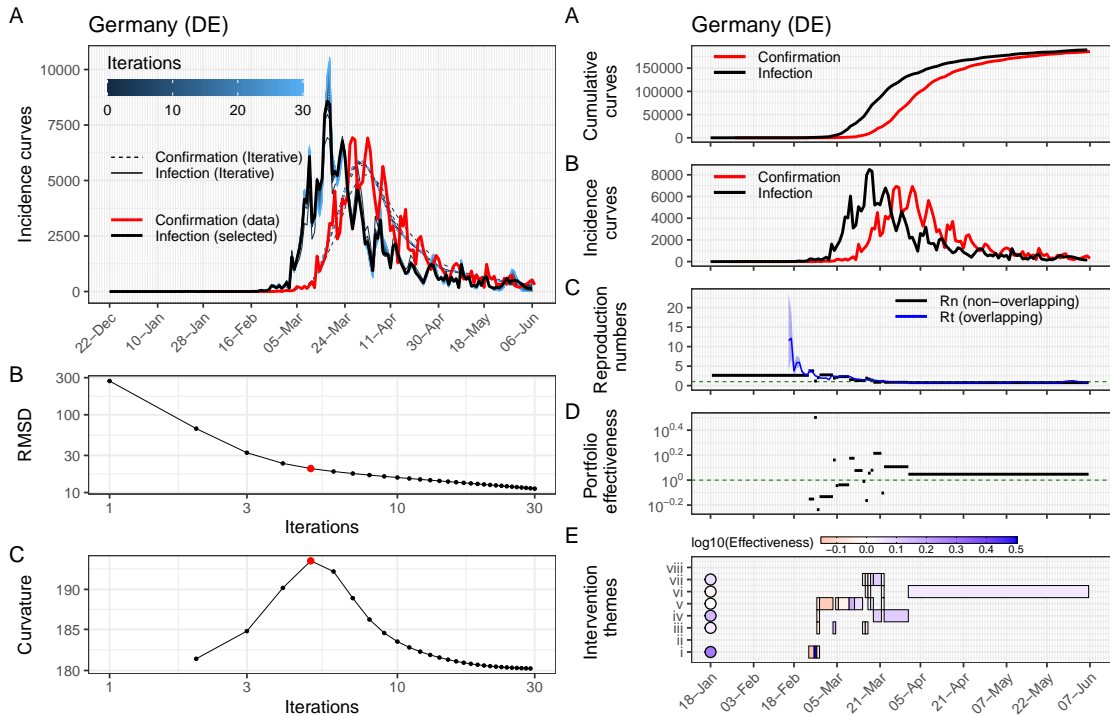 A
Germany (DE)
Iterations
0 10 20 30
Confirmation (Iterative)
Infection (Iterative)
Confirmation (data)
Infection (selected)
Incidence curves
10000
7500
5000
2500
0
22−Dec
10−Jan
28−Jan
16−Feb
05−Mar
24−Mar
11−Apr
30−Apr
18−May
06−Jun
B
RMSD
300
100
30
10
1 3 10 30
Iterations
C
Curvature
190
185
180
1 3 10 30
Iterations
A
Germany (DE)
Cumulative
curves
150000
100000
50000
0
Confirmation
Infection
B
Incidence
curves
8000
6000
4000
2000
0
Confirmation
Infection
C
Reproduction
numbers
20
15
10
5
0
Rn (non−overlapping)
Rt (overlapping)
D
Portfolio
effectiveness
10^0.4
10^0.2
10^0
10^−0.2
E
log10(Effectiveness)
−0.1 0.0 0.1 0.2 0.3 0.4 0.5
Intervention
themes
viii
vii
vi
v
iv
iii
ii
i
18−Jan
03−Feb
18−Feb
05−Mar
21−Mar
05−Apr
21−Apr
07−May
22−May
07−Jun